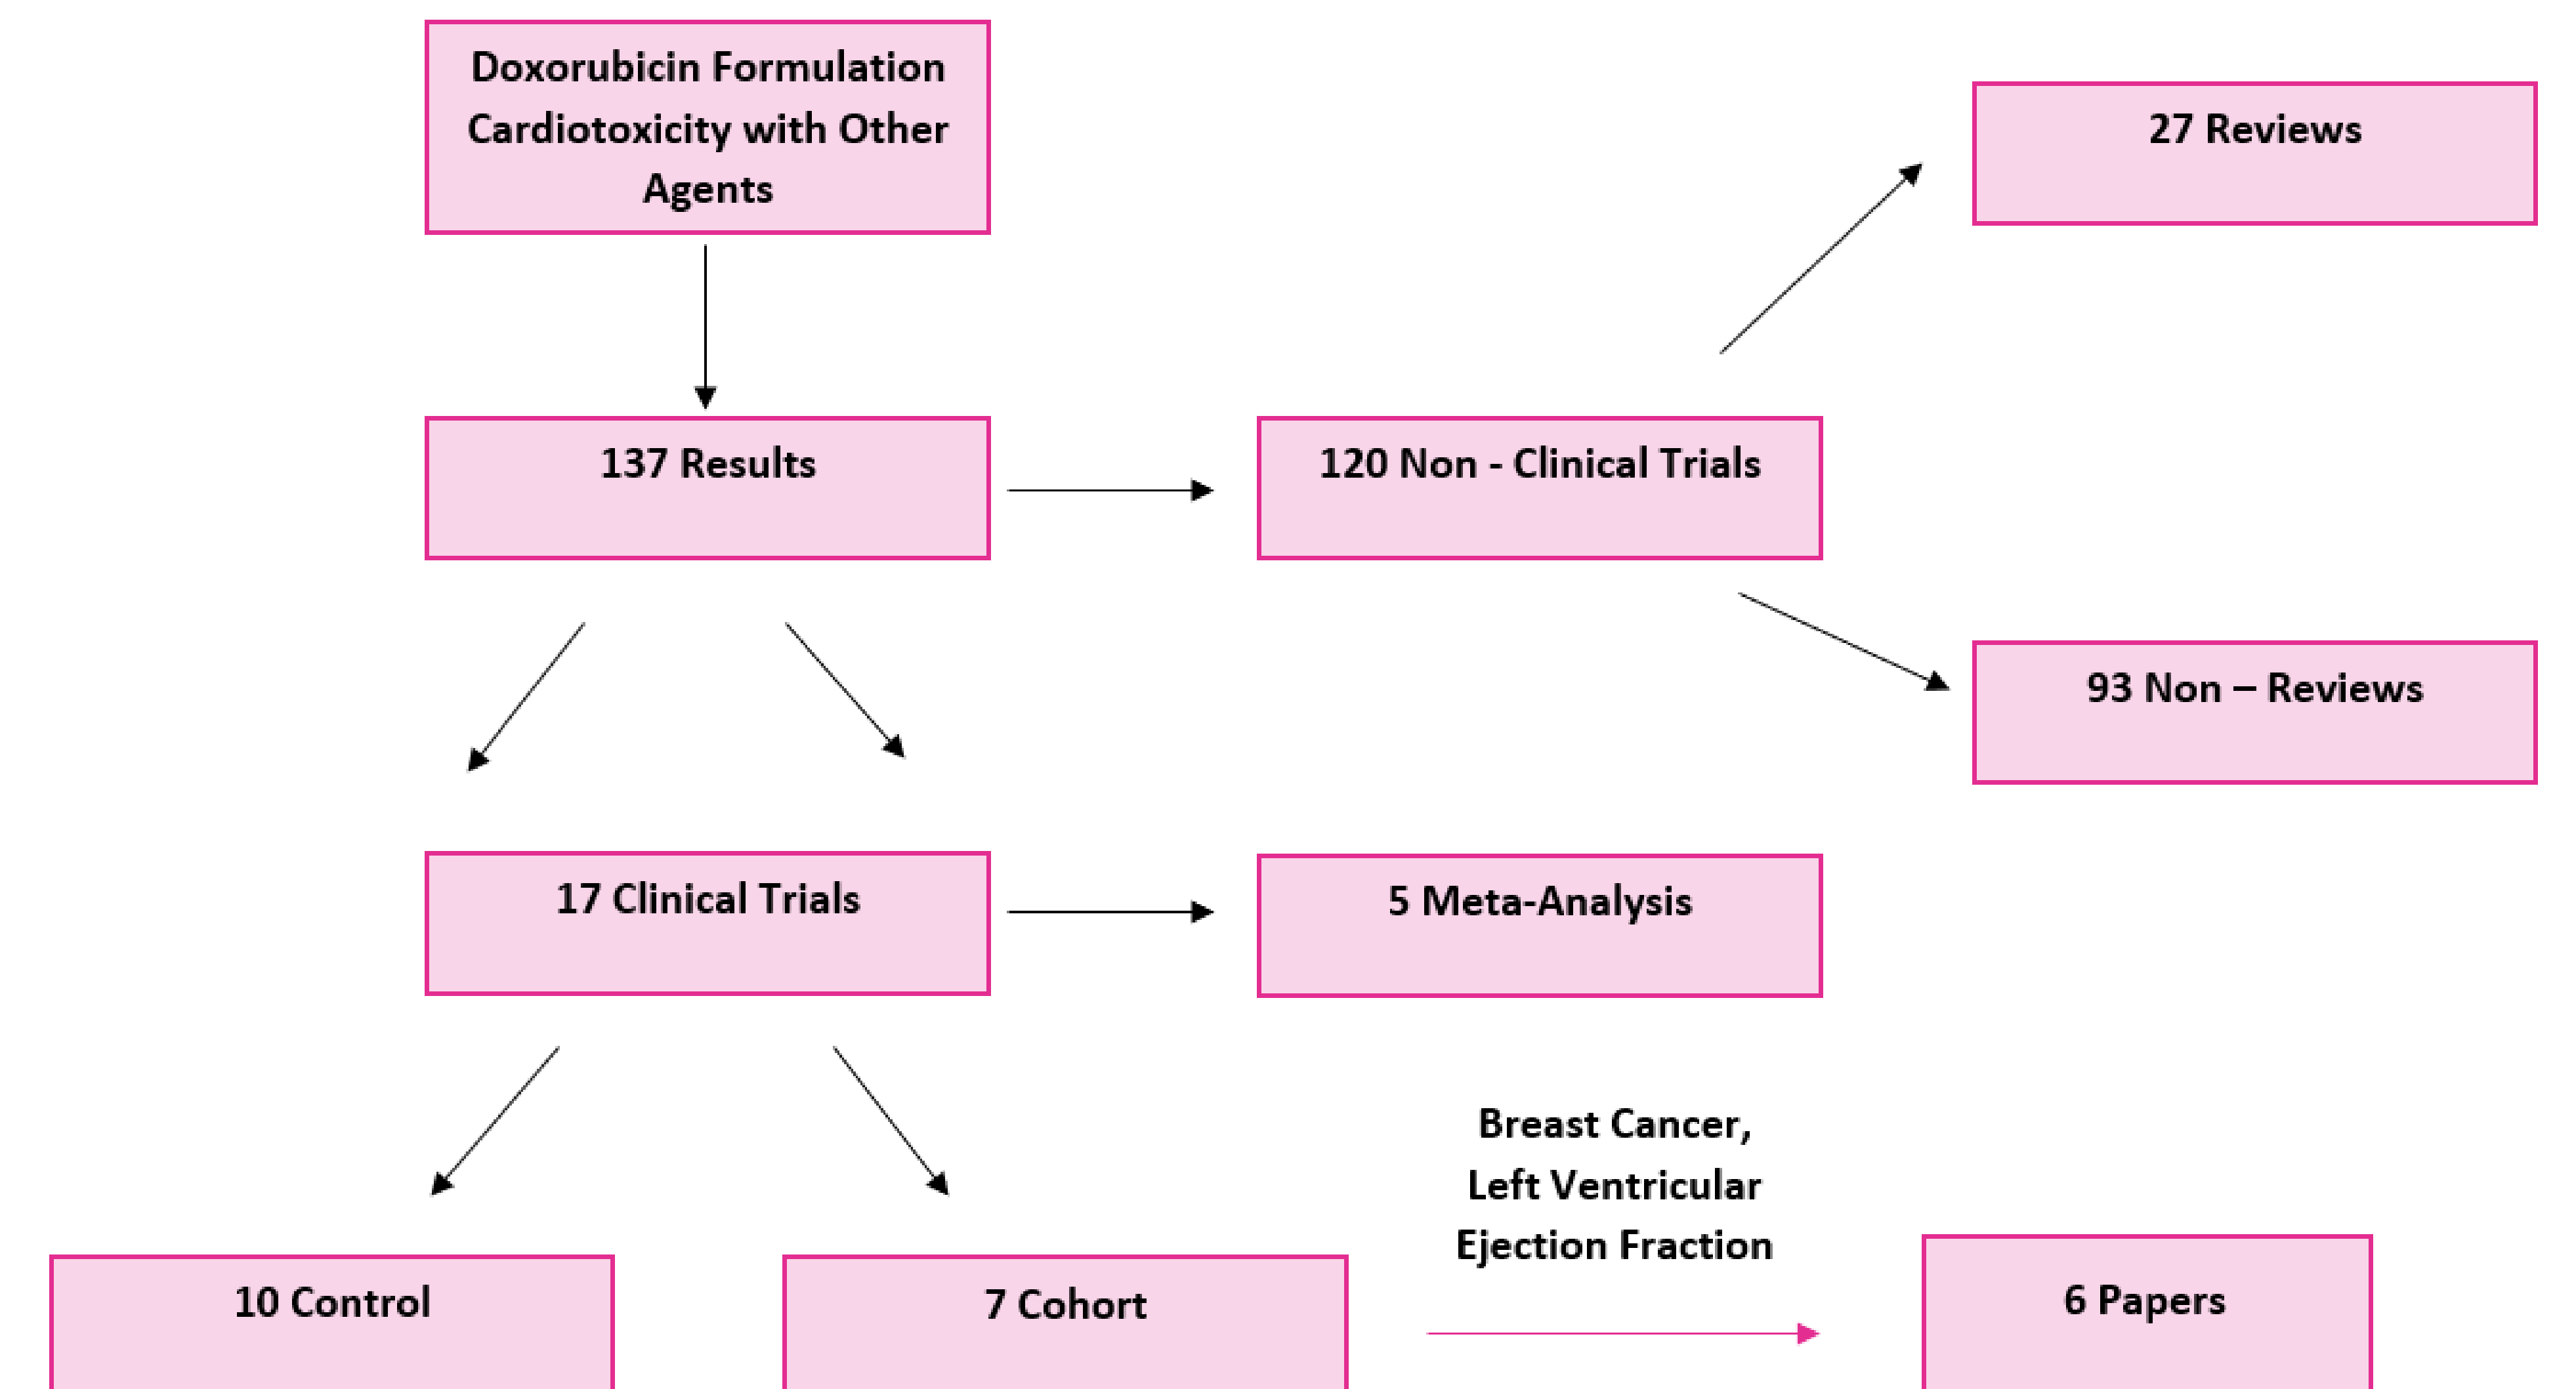 Doxorubicin Formulation
Cardiotoxicity with Other
Agents
27 Reviews
137 Results
120 Non - Clinical Trials
93 Non – Reviews
17 Clinical Trials
5 Meta-Analysis
Breast Cancer,
Left Ventricular
Ejection Fraction
10 Control
7 Cohort
6 Papers